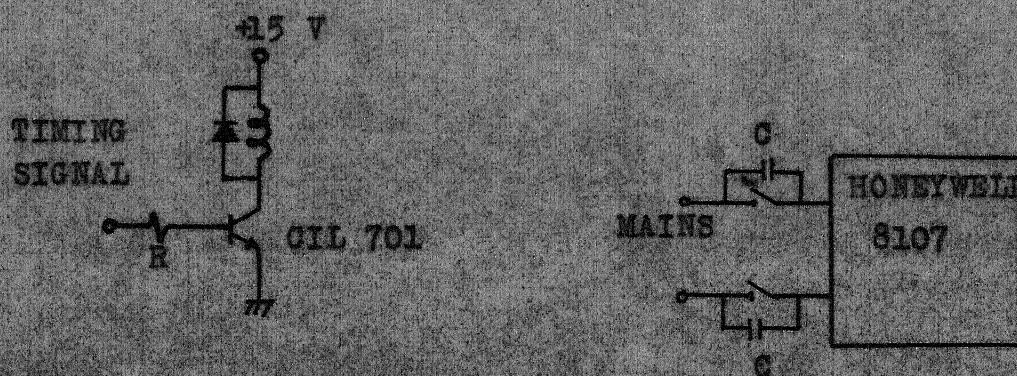 +15 V
TIMING
SIGNAL
R
CIL 701
C
MAINS
HONEYWELL
8107
C